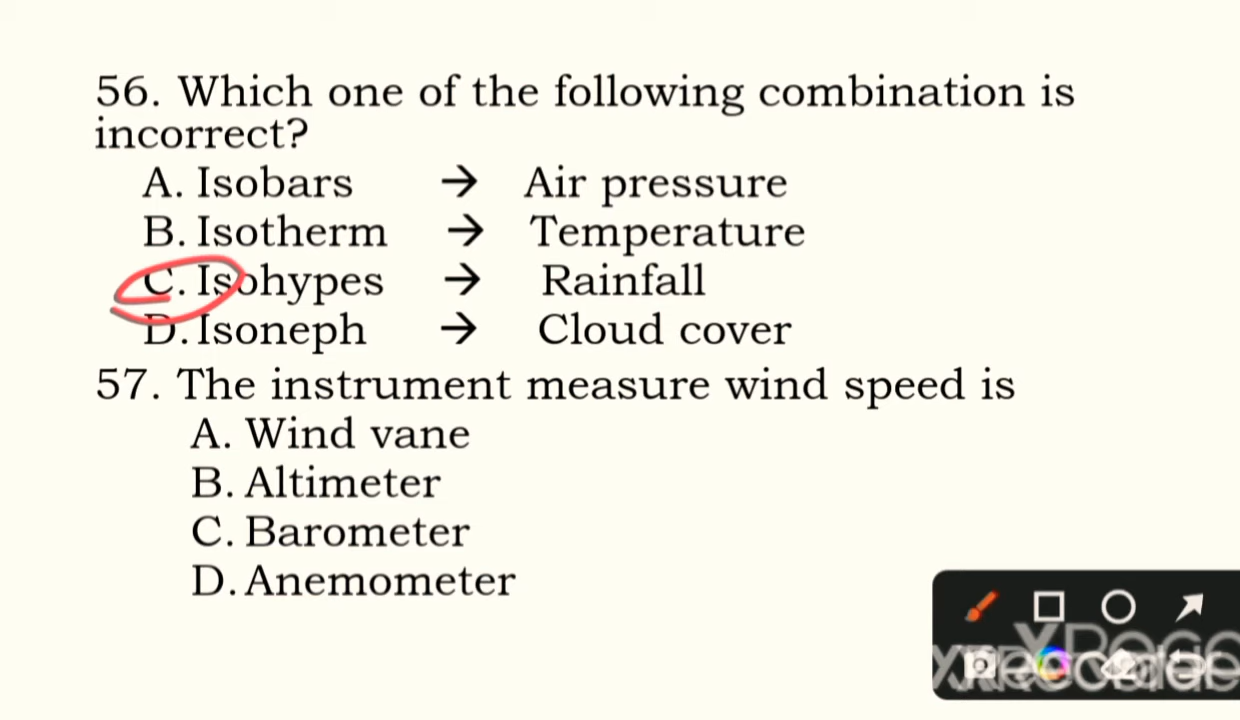 56. Which one of the following combination is
incorrect?
A. Isobars → Air pressure
B. Isotherm → Temperature
C. Isohypes → Rainfall
D. Isoneph → Cloud cover
57. The instrument measure wind speed is
A. Wind vane
B. Altimeter
C. Barometer
D. Anemometer